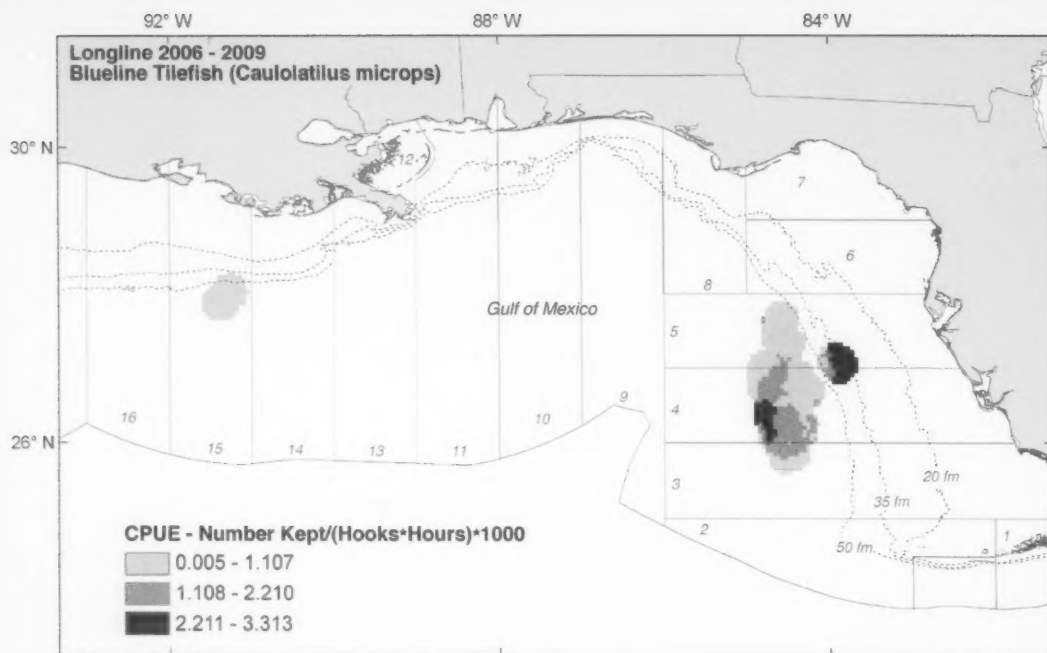 92° W
88° W
84° W
Longline 2006 - 2009
Blueline Tilefish (Caulolatilus microps)
30° N
12
7
6
8
Gulf of Mexico
5
4
9
10
16
26° N
15
14
13
11
3
20 fm
35 fm
2
1
50 fm
CPUE - Number Kept/(Hooks*Hours)*1000
0.005 - 1.107
1.108 - 2.210
2.211 - 3.313